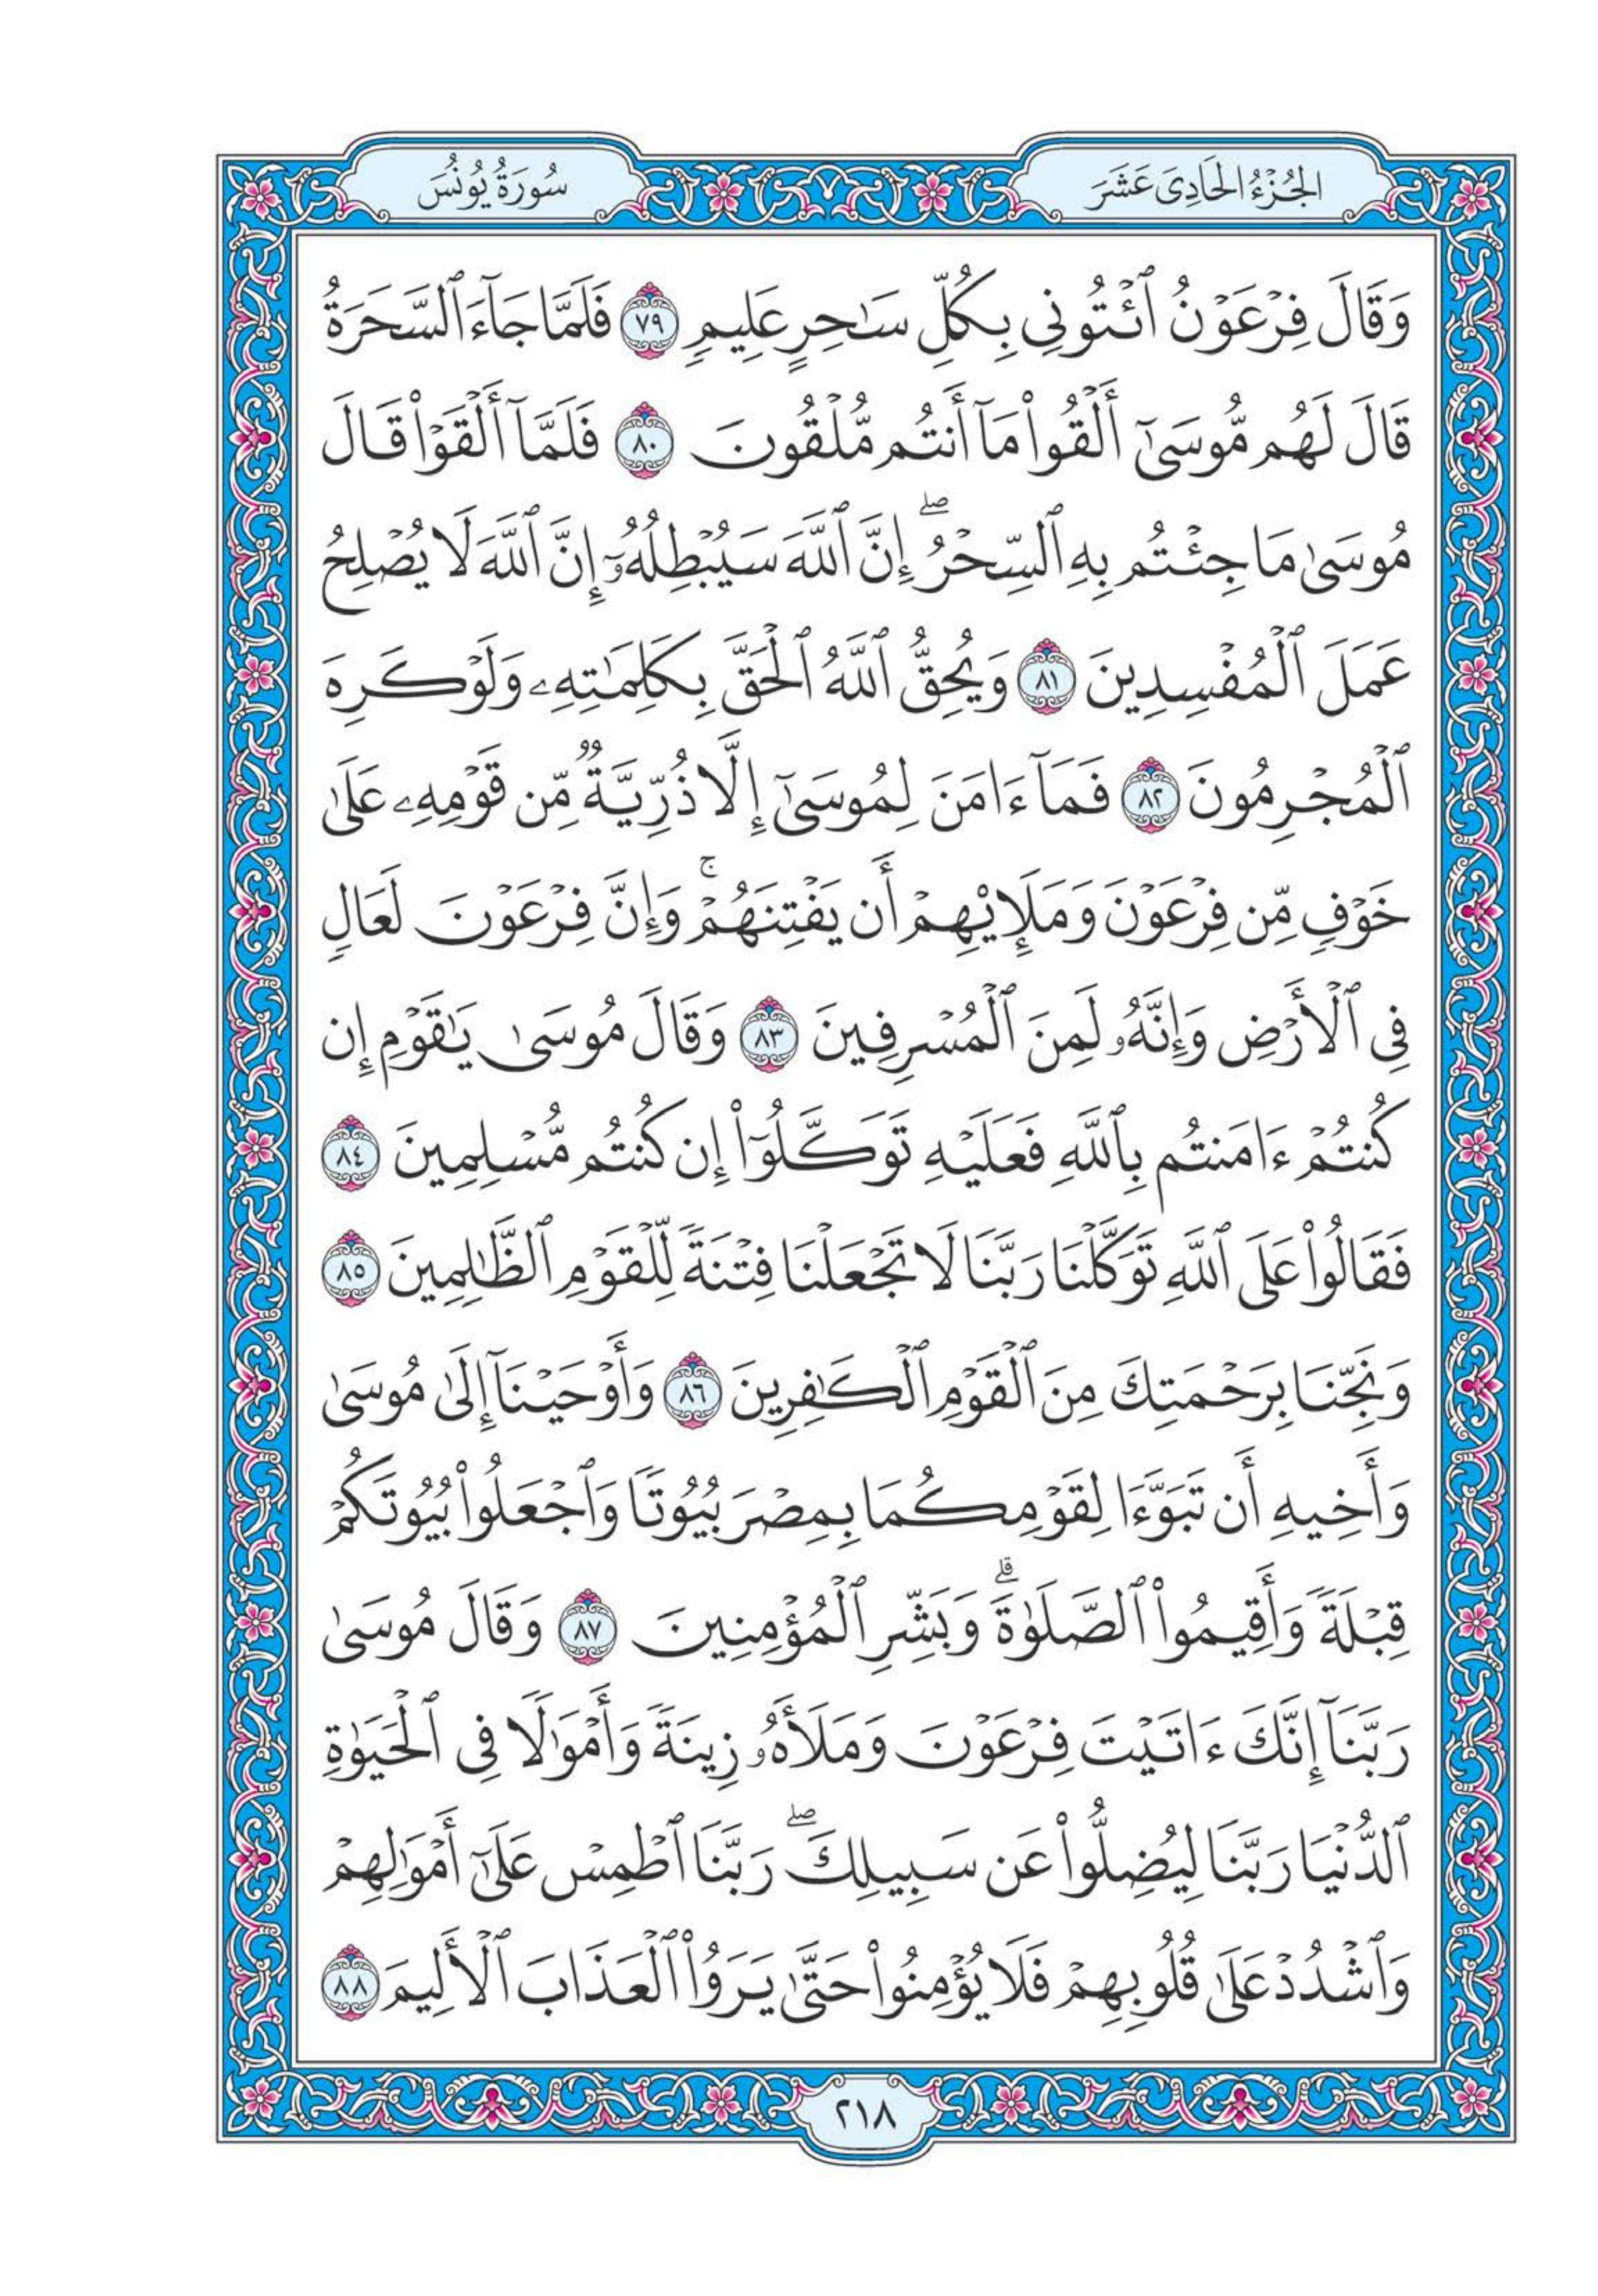 الجُزْءُ الحَادِىَ عَشَرَ
سُورَةُ يُونُسَ
وَقَالَ فِرْعَوْنُ ٱئْتُونِى بِكُلِّ سَٰحِرٍ عَلِيمٍ ٧٩ فَلَمَّا جَآءَ ٱلسَّحَرَةُ
قَالَ لَهُم مُّوسَىٰٓ أَلْقُوا۟ مَآ أَنتُم مُّلْقُونَ ٨٠ فَلَمَّآ أَلْقَوْا۟ قَالَ
مُوسَىٰ مَا جِئْتُم بِهِ ٱلسِّحْرُ ۖ إِنَّ ٱللَّهَ سَيُبْطِلُهُۥٓ إِنَّ ٱللَّهَ لَا يُصْلِحُ
عَمَلَ ٱلْمُفْسِدِينَ ٨١ وَيُحِقُّ ٱللَّهُ ٱلْحَقَّ بِكَلِمَٰتِهِۦ وَلَوْ كَرِهَ
ٱلْمُجْرِمُونَ ٨٢ فَمَآ ءَامَنَ لِمُوسَىٰٓ إِلَّا ذُرِّيَّةٌ مِّن قَوْمِهِۦ عَلَىٰ
خَوْفٍ مِّن فِرْعَوْنَ وَمَلَإِي۟هِمْ أَن يَفْتِنَهُمْ ۚ وَإِنَّ فِرْعَوْنَ لَعَالٍ
فِى ٱلْأَرْضِ وَإِنَّهُۥ لَمِنَ ٱلْمُسْرِفِينَ ٨٣ وَقَالَ مُوسَىٰ يَٰقَوْمِ إِن
كُنتُمْ ءَامَنتُم بِٱللَّهِ فَعَلَيْهِ تَوَكَّلُوٓا۟ إِن كُنتُم مُّسْلِمِينَ ٨٤
فَقَالُوا۟ عَلَى ٱللَّهِ تَوَكَّلْنَا رَبَّنَا لَا تَجْعَلْنَا فِتْنَةً لِّلْقَوْمِ ٱلظَّٰلِمِينَ ٨٥
وَنَجِّنَا بِرَحْمَتِكَ مِنَ ٱلْقَوْمِ ٱلْكَٰفِرِينَ ٨٦ وَأَوْحَيْنَآ إِلَىٰ مُوسَىٰ
وَأَخِيهِ أَن تَبَوَّءَا لِقَوْمِكُمَا بِمِصْرَ بُيُوتًا وَٱجْعَلُوا۟ بُيُوتَكُمْ
قِبْلَةً وَأَقِيمُوا۟ ٱلصَّلَوٰةَ ۗ وَبَشِّرِ ٱلْمُؤْمِنِينَ ٨٧ وَقَالَ مُوسَىٰ
رَبَّنَآ إِنَّكَ ءَاتَيْتَ فِرْعَوْنَ وَمَلَأَهُۥ زِينَةً وَأَمْوَٰلًا فِى ٱلْحَيَوٰةِ
ٱلدُّنْيَا رَبَّنَا لِيُضِلُّوا۟ عَن سَبِيلِكَ ۖ رَبَّنَا ٱطْمِسْ عَلَىٰٓ أَمْوَٰلِهِمْ
وَٱشْدُدْ عَلَىٰ قُلُوبِهِمْ فَلَا يُؤْمِنُوا۟ حَتَّىٰ يَرَوُا۟ ٱلْعَذَابَ ٱلْأَلِيمَ ٨٨
٢١٨